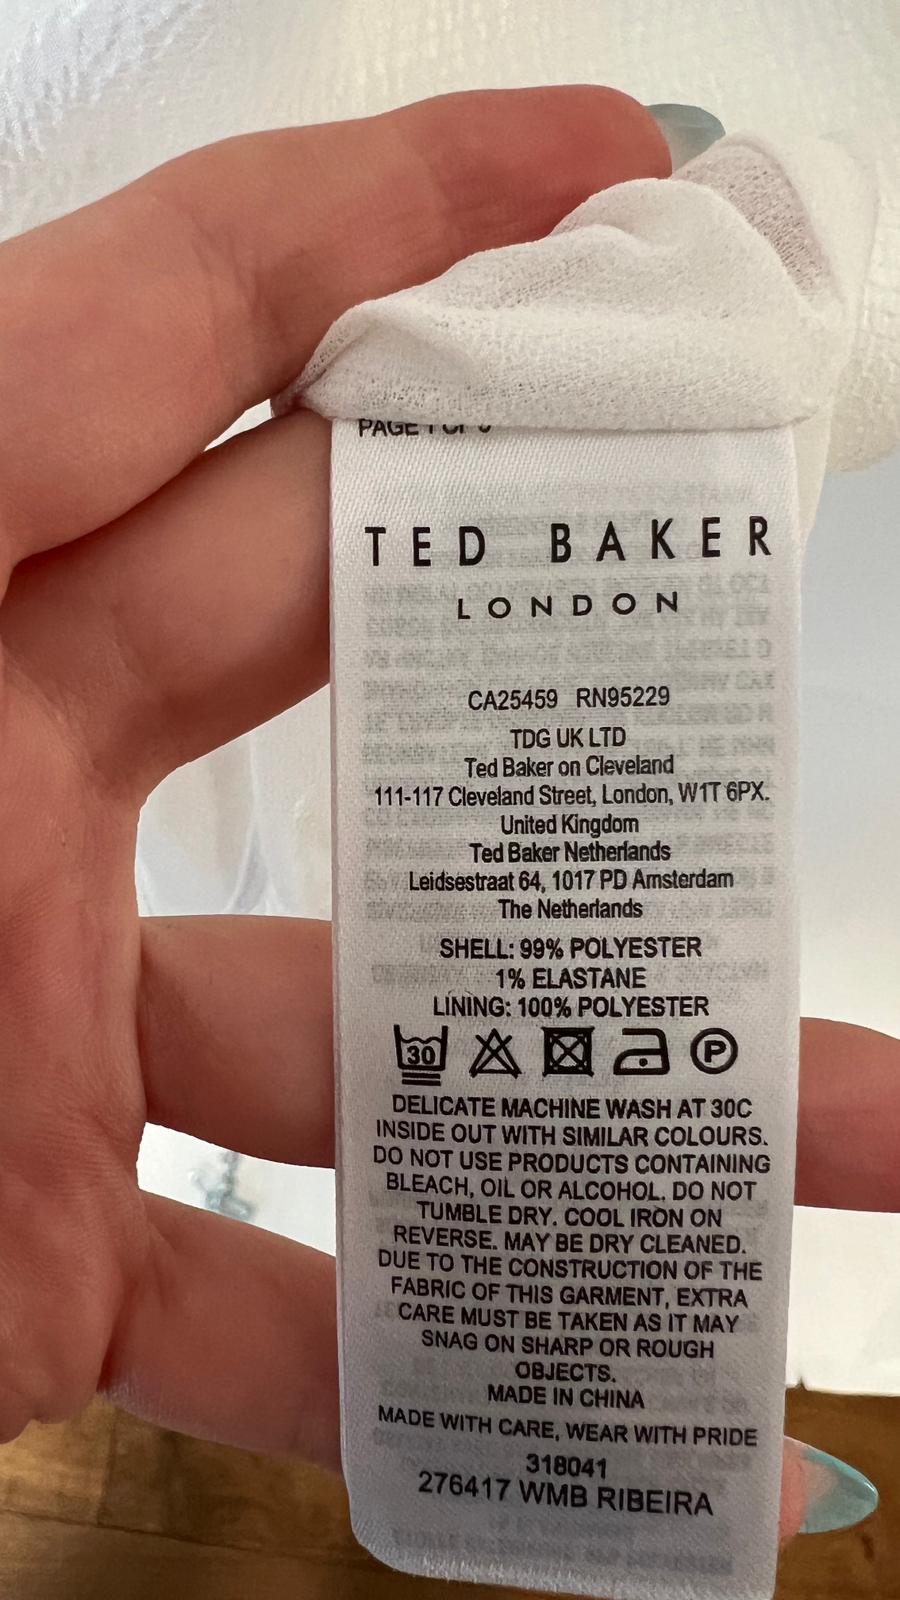 PAGE 1 OF
TED BAKER
LONDON
CA25459 RN95229
TDG UK LTD
Ted Baker on Cleveland
111-117 Cleveland Street, London, W1T 6PX.
United Kingdom
Ted Baker Netherlands
Leidsestraat 64, 1017 PD Amsterdam
The Netherlands
SHELL: 99% POLYESTER
1% ELASTANE
LINING: 100% POLYESTER
30 P
DELICATE MACHINE WASH AT 30C
INSIDE OUT WITH SIMILAR COLOURS.
DO NOT USE PRODUCTS CONTAINING
BLEACH, OIL OR ALCOHOL. DO NOT
TUMBLE DRY. COOL IRON ON
REVERSE. MAY BE DRY CLEANED.
DUE TO THE CONSTRUCTION OF THE
FABRIC OF THIS GARMENT, EXTRA
CARE MUST BE TAKEN AS IT MAY
SNAG ON SHARP OR ROUGH
OBJECTS.
MADE IN CHINA
MADE WITH CARE, WEAR WITH PRIDE
318041
276417 WMB RIBEIRA